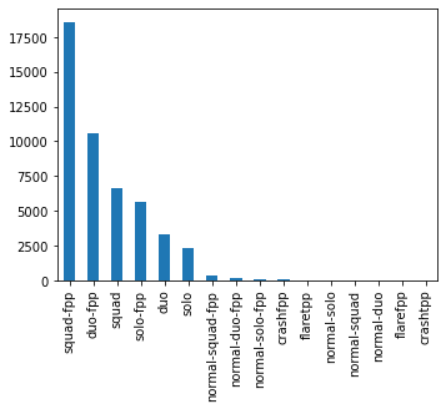 17500
15000
12500
10000
7500
5000
2500
0
squad-fpp
duo-fpp
squad
solo-fpp
duo
solo
normal-squad-fpp
normal-duo-fpp
normal-solo-fpp
crashfpp
flaretpp
normal-solo
normal-squad
normal-duo
flarefpp
crashtpp